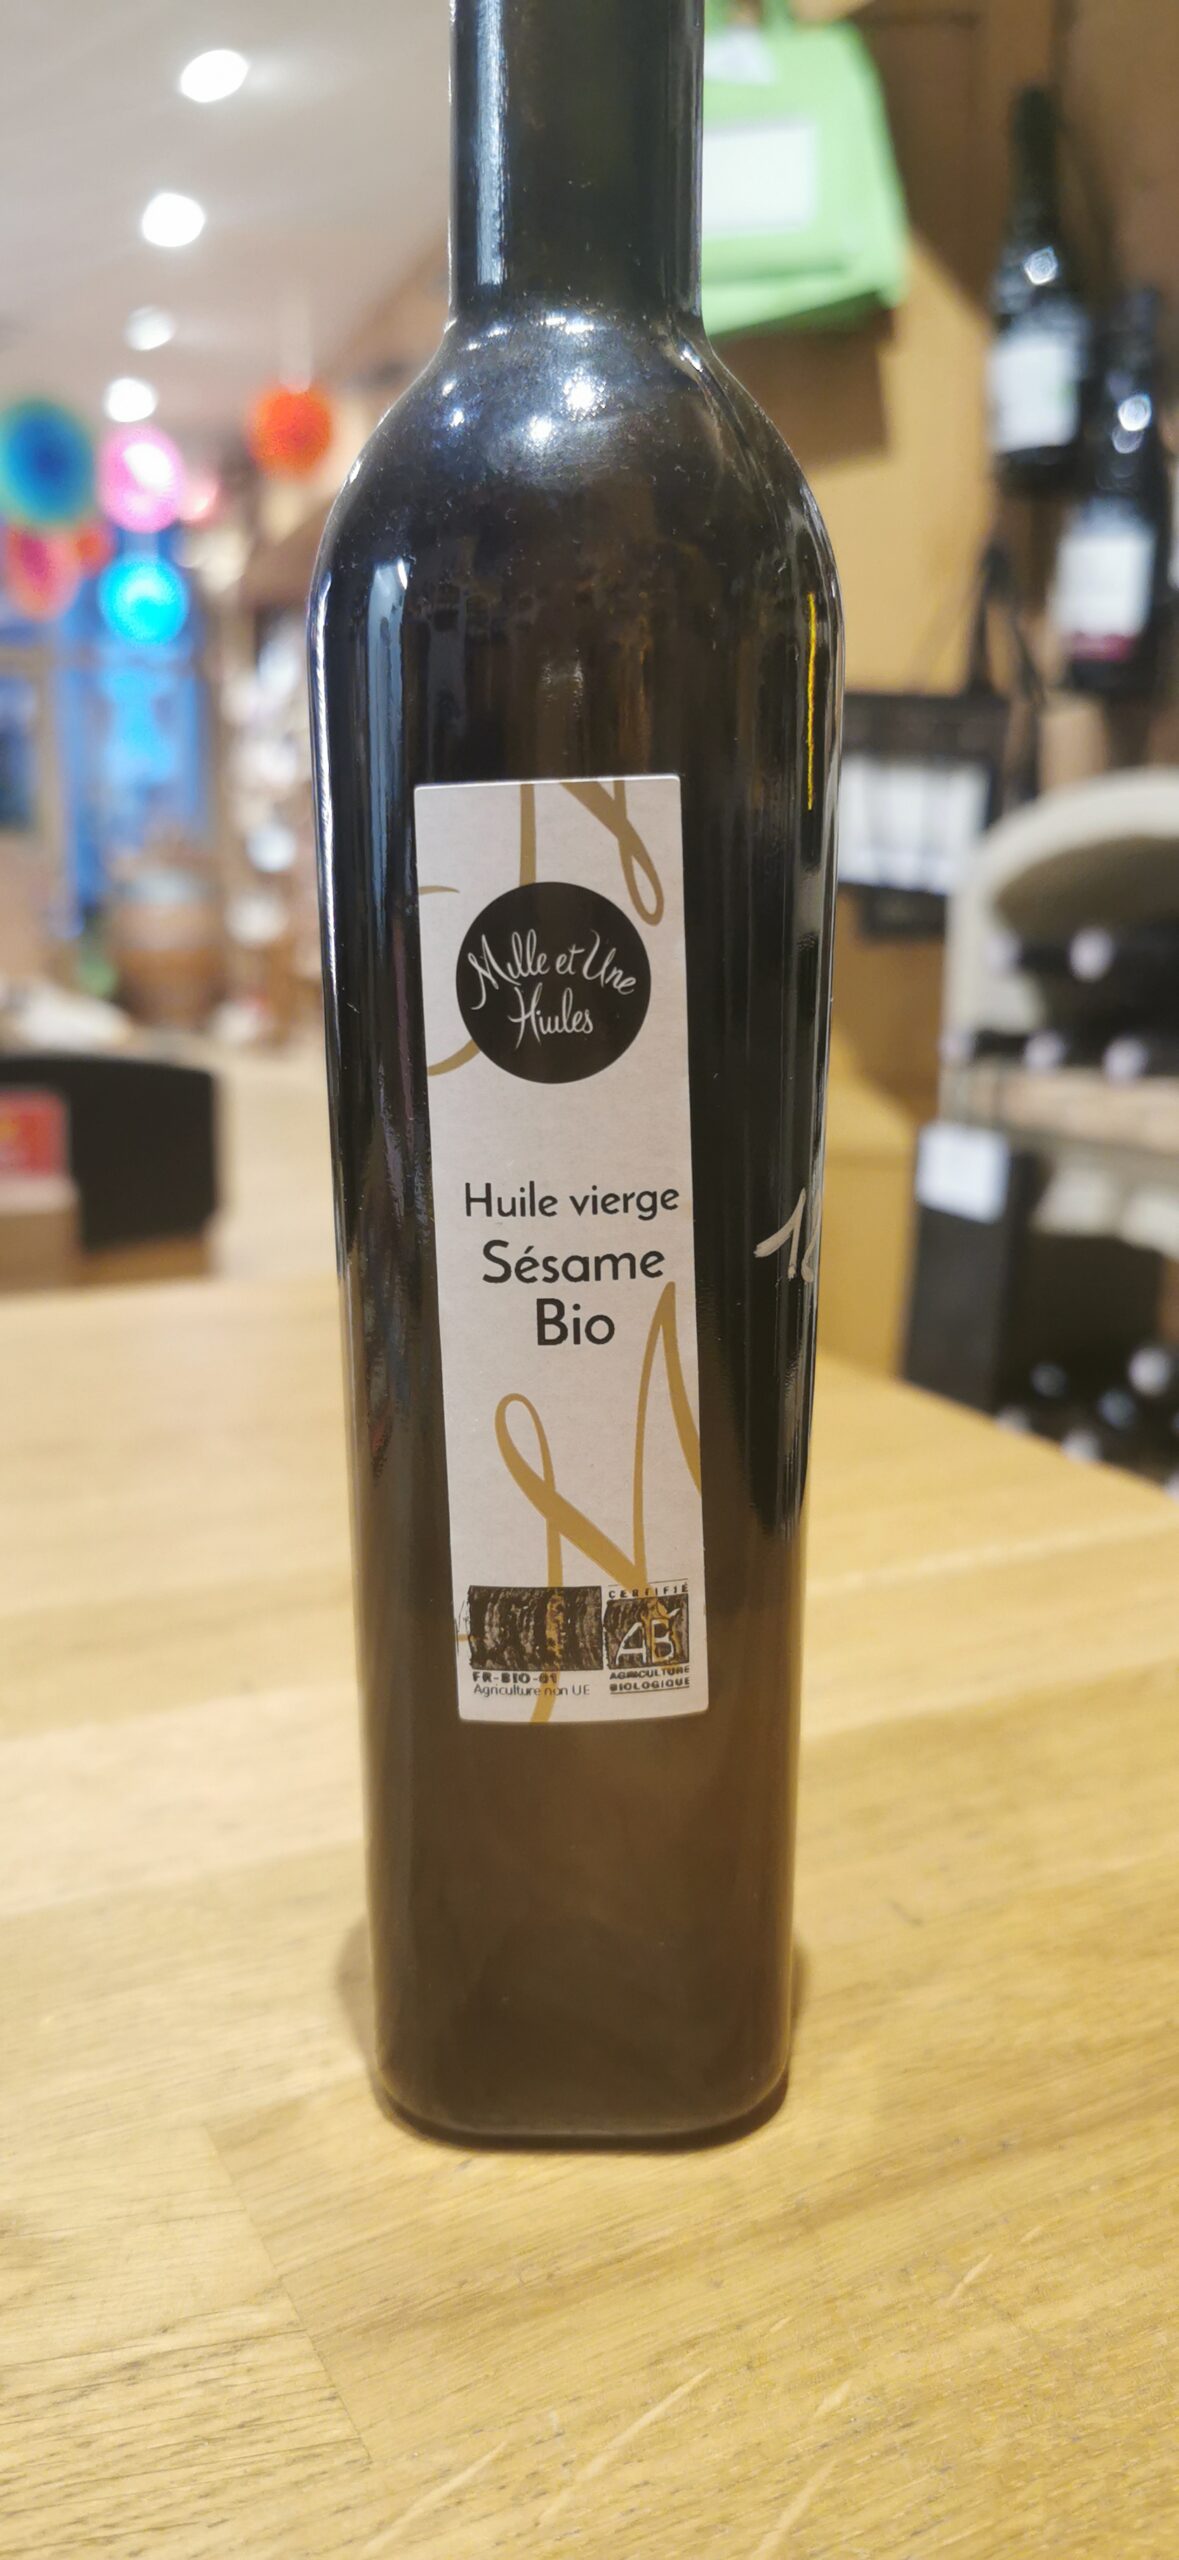 Mille et Une
Huiles
Huile vierge
Sésame
Bio
CERTIFIÉ
AB
FR-BIO-01
Agriculture non UE
AGRICULTURE
BIOLOGIQUE